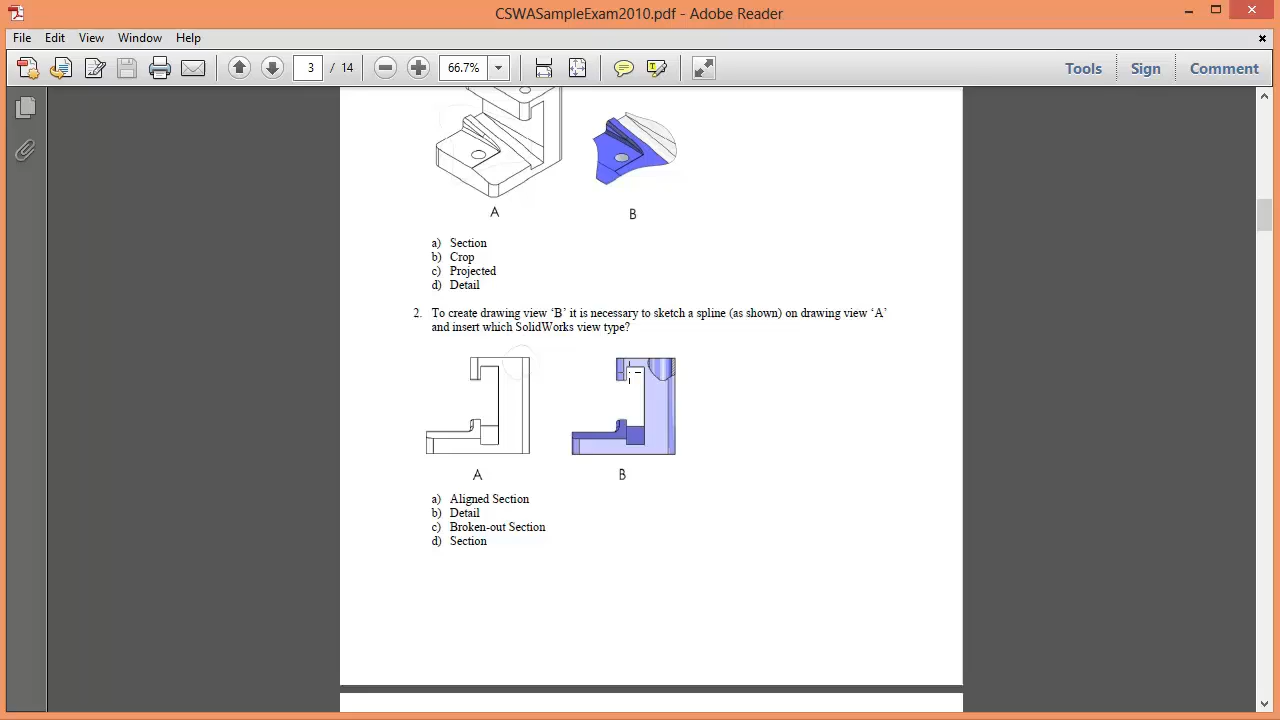 CSWASampleExam2010.pdf - Adobe Reader
File Edit View Window Help
3 / 14 66.7% Tools Sign Comment
A B
a) Section
b) Crop
c) Projected
d) Detail
2. To create drawing view ‘B’ it is necessary to sketch a spline (as shown) on drawing view ‘A’
and insert which SolidWorks view type?
A B
a) Aligned Section
b) Detail
c) Broken-out Section
d) Section